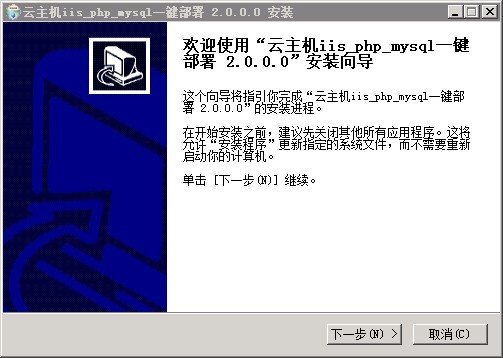 云主机iis_php_mysql一键部署 2.0.0.0 安装
欢迎使用“云主机iis_php_mysql一键
部署 2.0.0.0”安装向导
这个向导将指引你完成“云主机iis_php_mysql一键部
署 2.0.0.0”的安装进程。
在开始安装之前，建议先关闭其他所有应用程序。这将
允许“安装程序”更新指定的系统文件，而不需要重新
启动你的计算机。
单击 [下一步(N)] 继续。
下一步(N) >
取消(C)